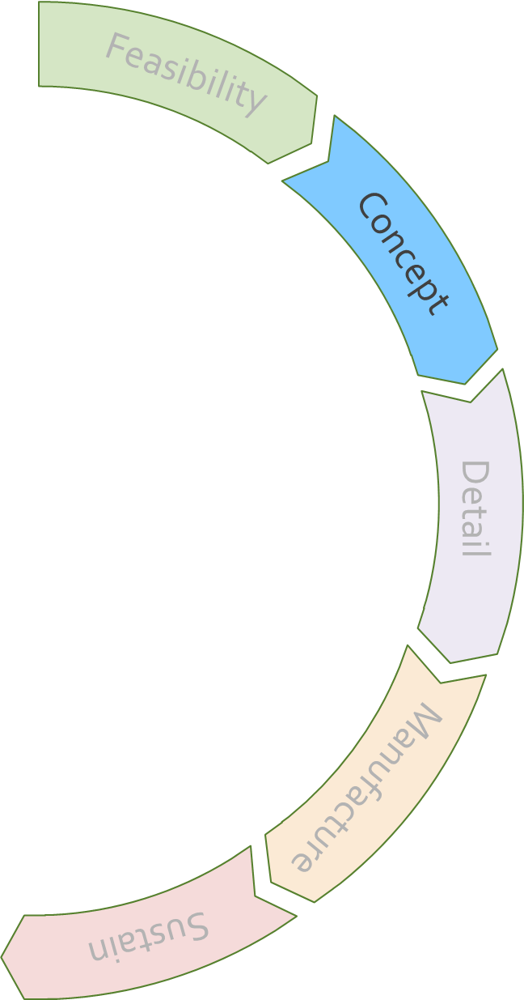 Feasibility
Concept
Detail
Manufacture
Sustain